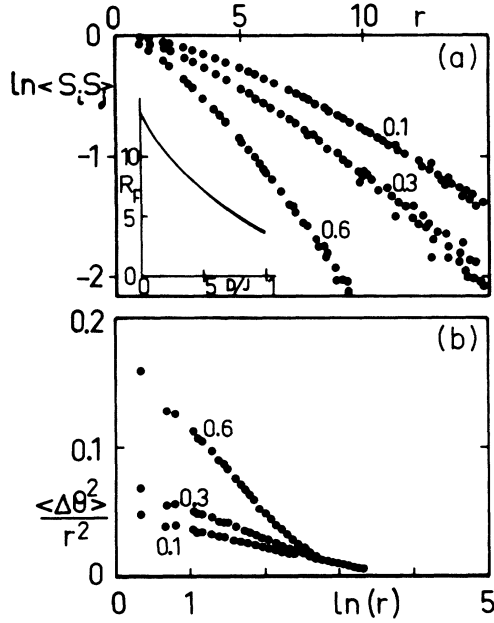 0 5 10 r
0 (a)
ln<SᵢSⱼ>
0.1
-1 10
0.3
R_p
5 0.6
-2 0
0 5 D/J
0.2 (b)
0.1 0.6
<Δθ²>/r² 0.3
0.1
0
0 1 ln(r) 5